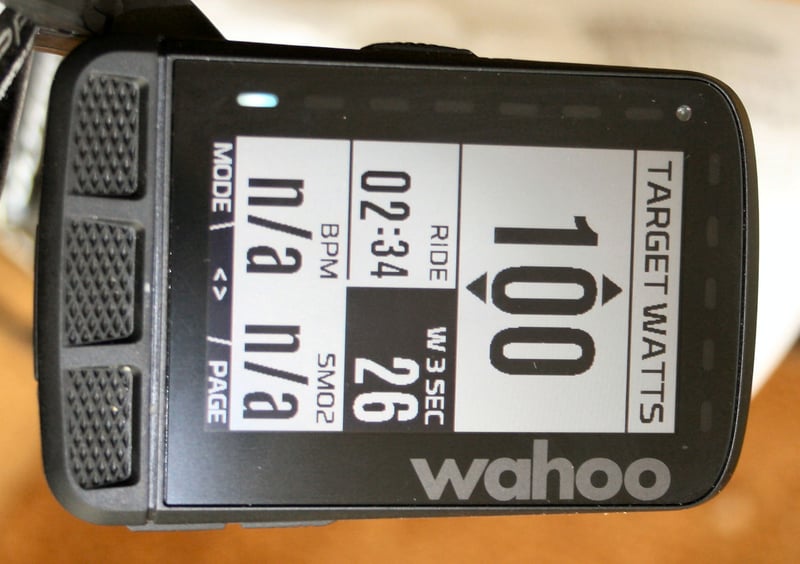 TARGET WATTS
100
RIDE
02:34
W 3 SEC
26
BPM
n/a
SMO2
n/a
MODE \ <> / PAGE
wahoo